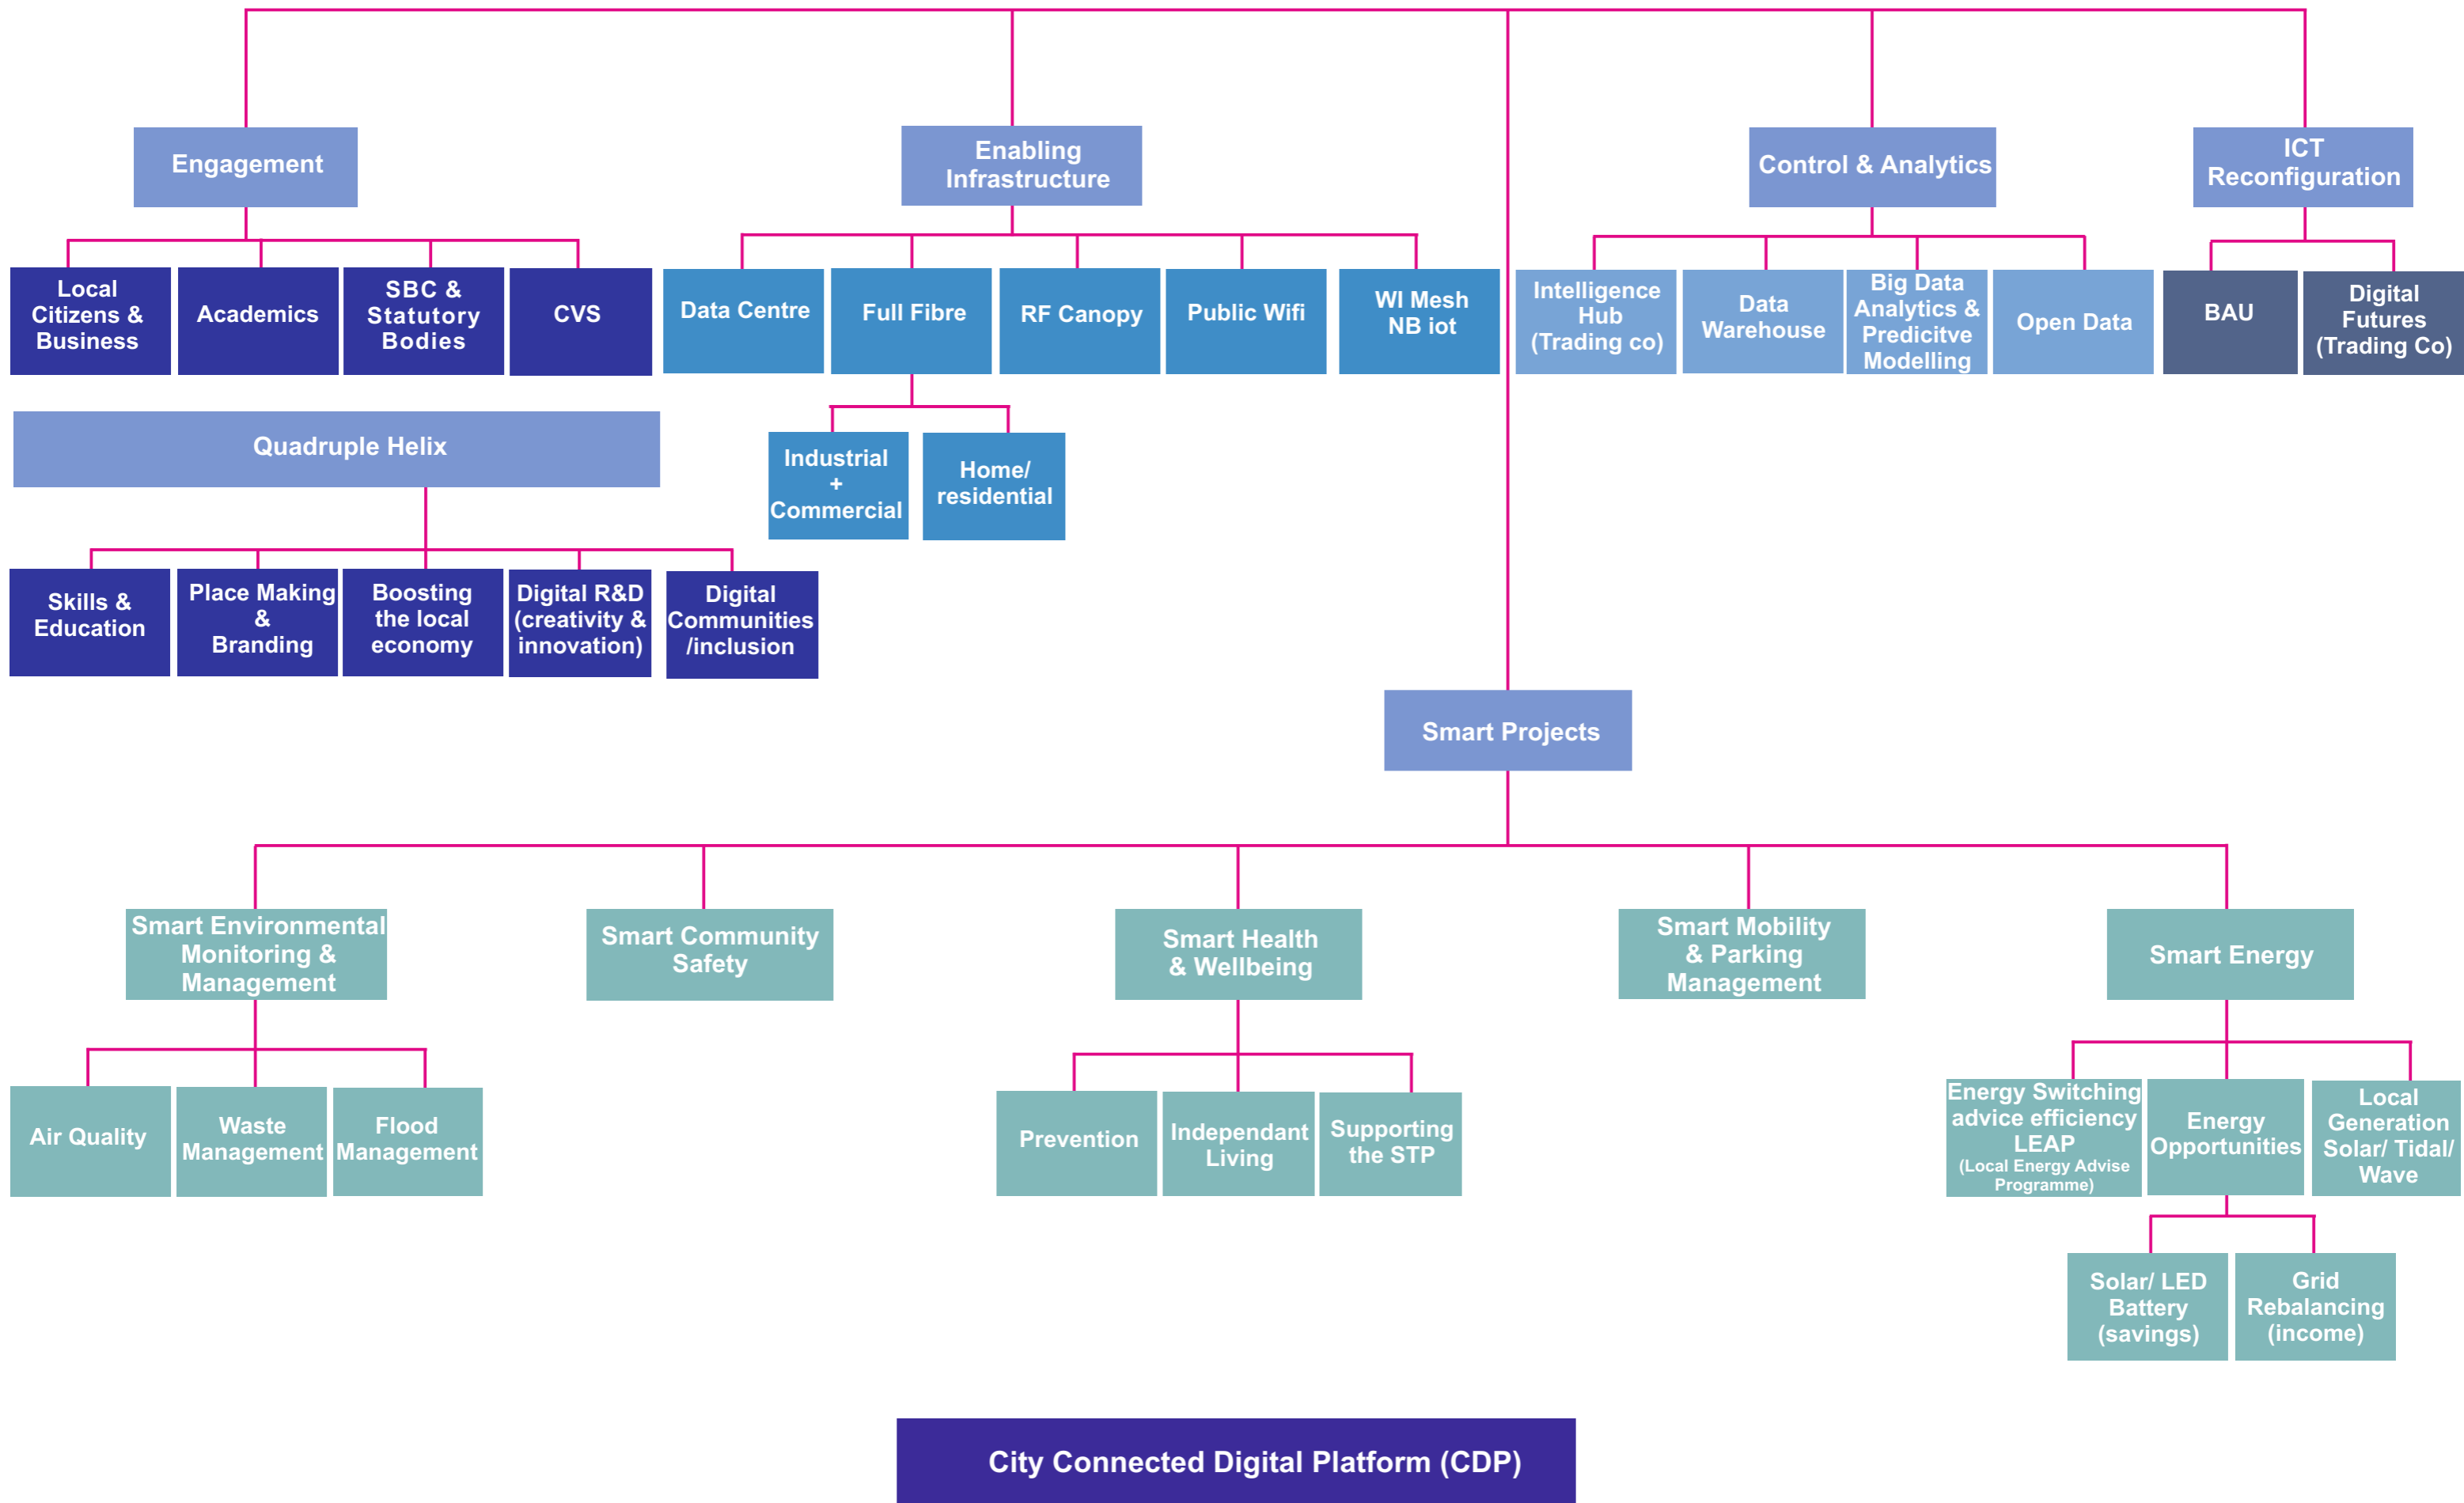 Engagement
Enabling
Infrastructure
Control & Analytics
ICT
Reconfiguration
Local
Citizens &
Business
Academics
SBC &
Statutory
Bodies
CVS
Data Centre
Full Fibre
RF Canopy
Public Wifi
WI Mesh
NB iot
Intelligence
Hub
(Trading co)
Data
Warehouse
Big Data
Analytics &
Predicitve
Modelling
Open Data
BAU
Digital
Futures
(Trading Co)
Quadruple Helix
Industrial
+
Commercial
Home/
residential
Skills &
Education
Place Making
&
Branding
Boosting
the local
economy
Digital R&D
(creativity &
innovation)
Digital
Communities
/inclusion
Smart Projects
Smart Environmental
Monitoring &
Management
Smart Community
Safety
Smart Health
& Wellbeing
Smart Mobility
& Parking
Management
Smart Energy
Air Quality
Waste
Management
Flood
Management
Prevention
Independant
Living
Supporting
the STP
Energy Switching
advice efficiency
LEAP
(Local Energy Advise
Programme)
Energy
Opportunities
Local
Generation
Solar/ Tidal/
Wave
Solar/ LED
Battery
(savings)
Grid
Rebalancing
(income)
City Connected Digital Platform (CDP)